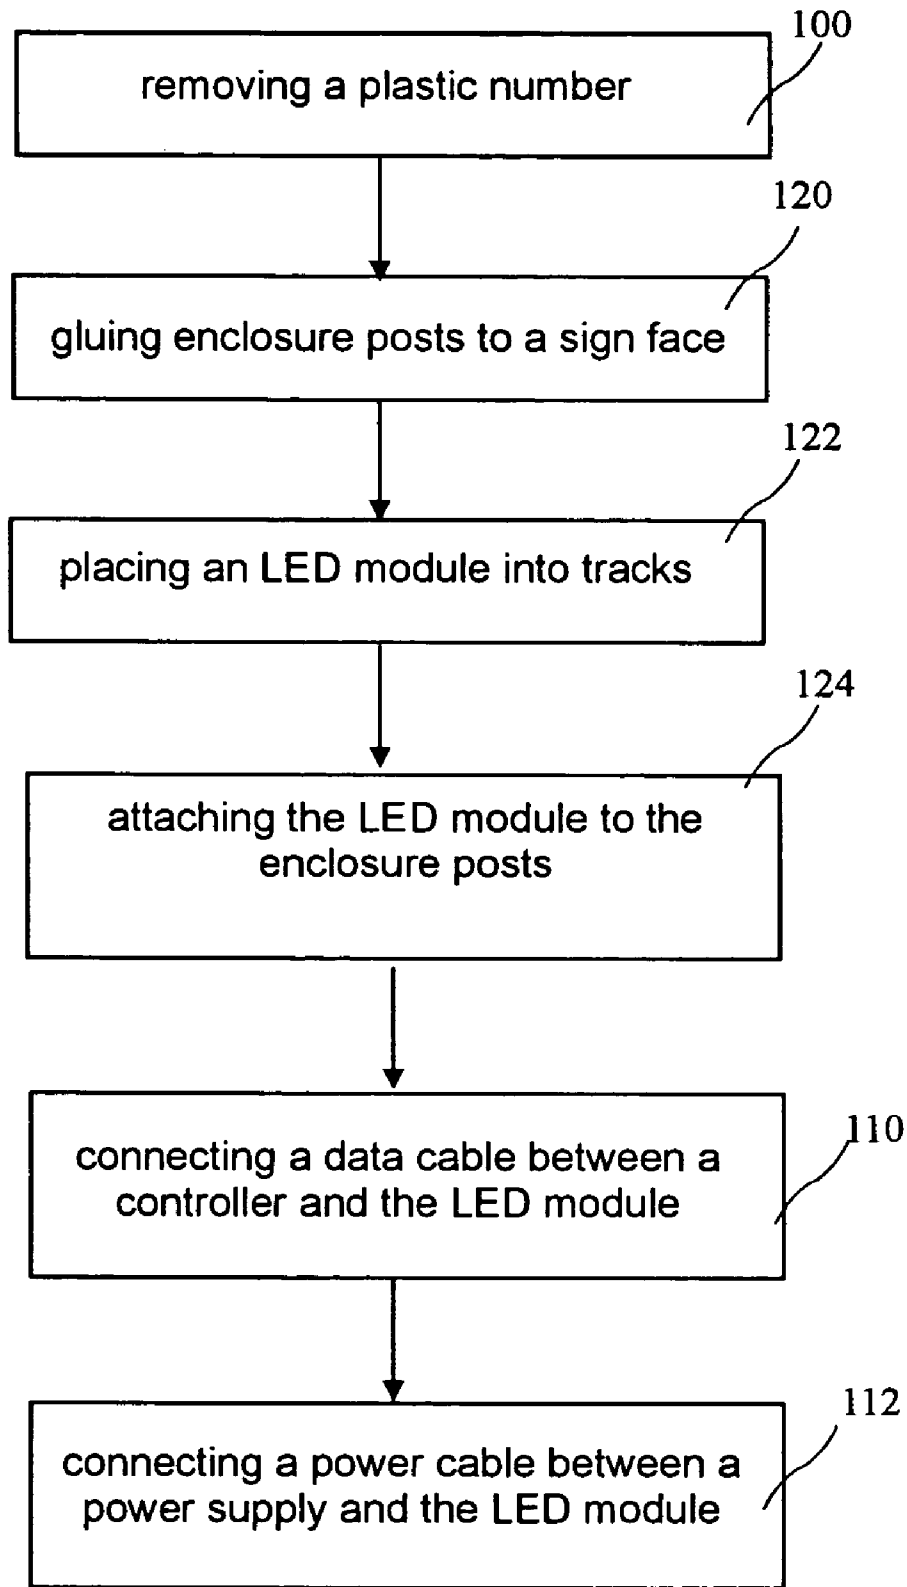 100
removing a plastic number
120
gluing enclosure posts to a sign face
122
placing an LED module into tracks
124
attaching the LED module to the
enclosure posts
110
connecting a data cable between a
controller and the LED module
112
connecting a power cable between a
power supply and the LED module